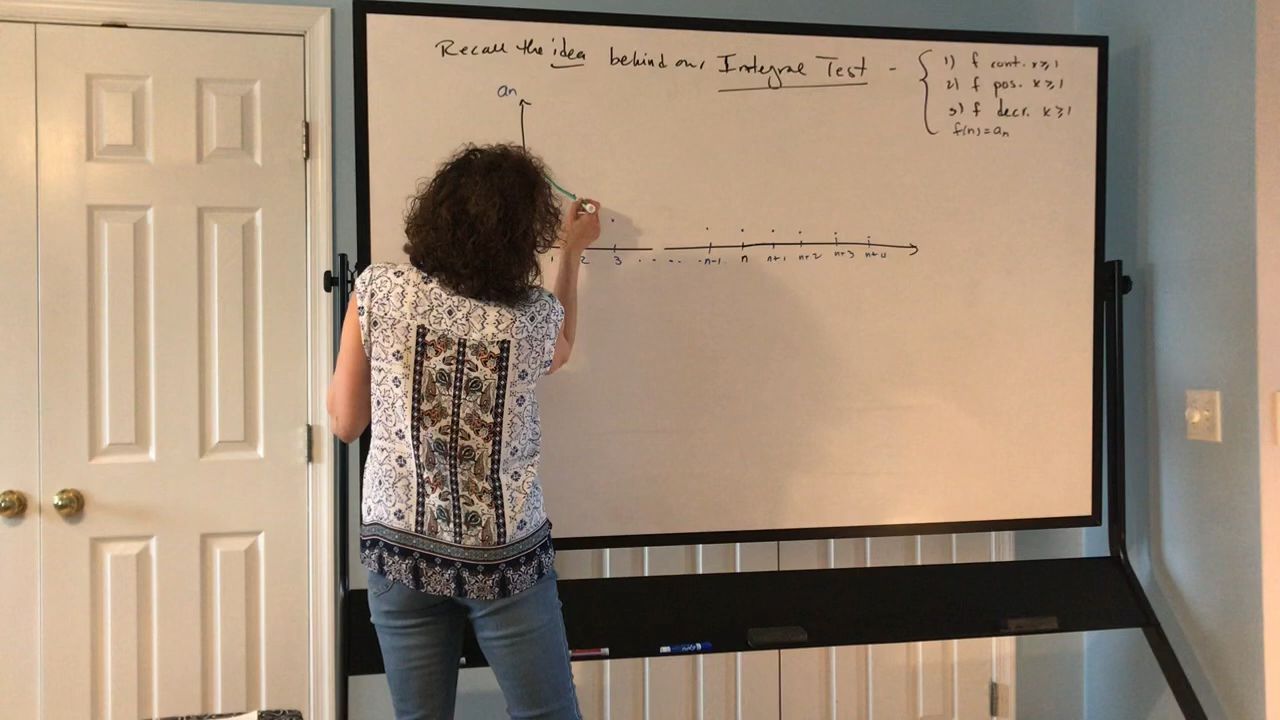 Recall the idea behind our Integral Test -
1) f cont. x ≥ 1
2) f pos. x ≥ 1
3) f decr. x ≥ 1
f(n) = an
an
1 2 3 . . . . . n-1 n n+1 n+2 n+3 n+4